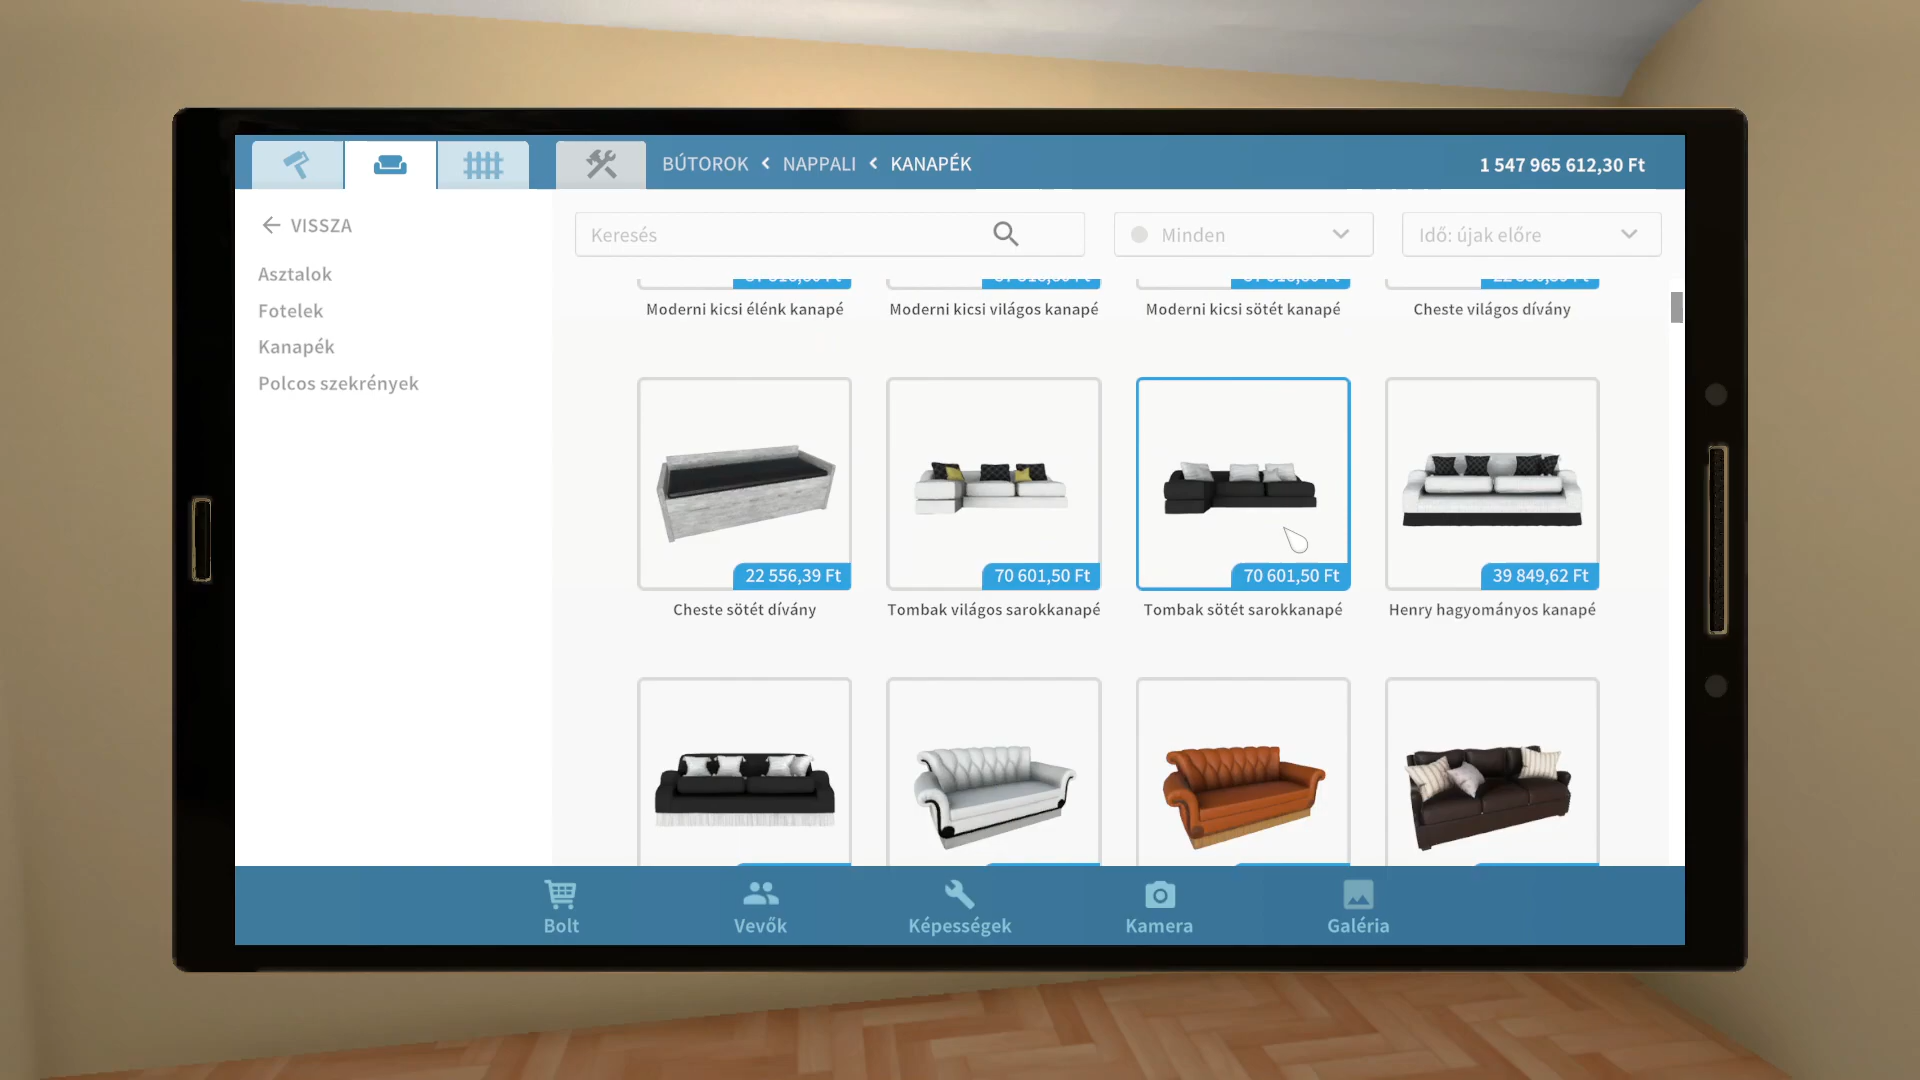 BÚTOROK < NAPPALI < KANAPÉK
1 547 965 612,30 Ft
VISSZA
Asztalok
Fotelek
Kanapék
Polcos szekrények
Keresés
Minden
Idő: újak előre
Moderni kicsi élénk kanapé
Moderni kicsi világos kanapé
Moderni kicsi sötét kanapé
Cheste világos dívány
22 556,39 Ft
70 601,50 Ft
70 601,50 Ft
39 849,62 Ft
Cheste sötét dívány
Tombak világos sarokkanapé
Tombak sötét sarokkanapé
Henry hagyományos kanapé
Bolt
Vevők
Képességek
Kamera
Galéria